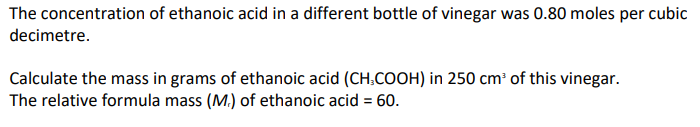 The concentration of ethanoic acid in a different bottle of vinegar was 0.80 moles per cubic
decimetre.
Calculate the mass in grams of ethanoic acid (CH₃COOH) in 250 cm³ of this vinegar.
The relative formula mass (Mᵣ) of ethanoic acid = 60.